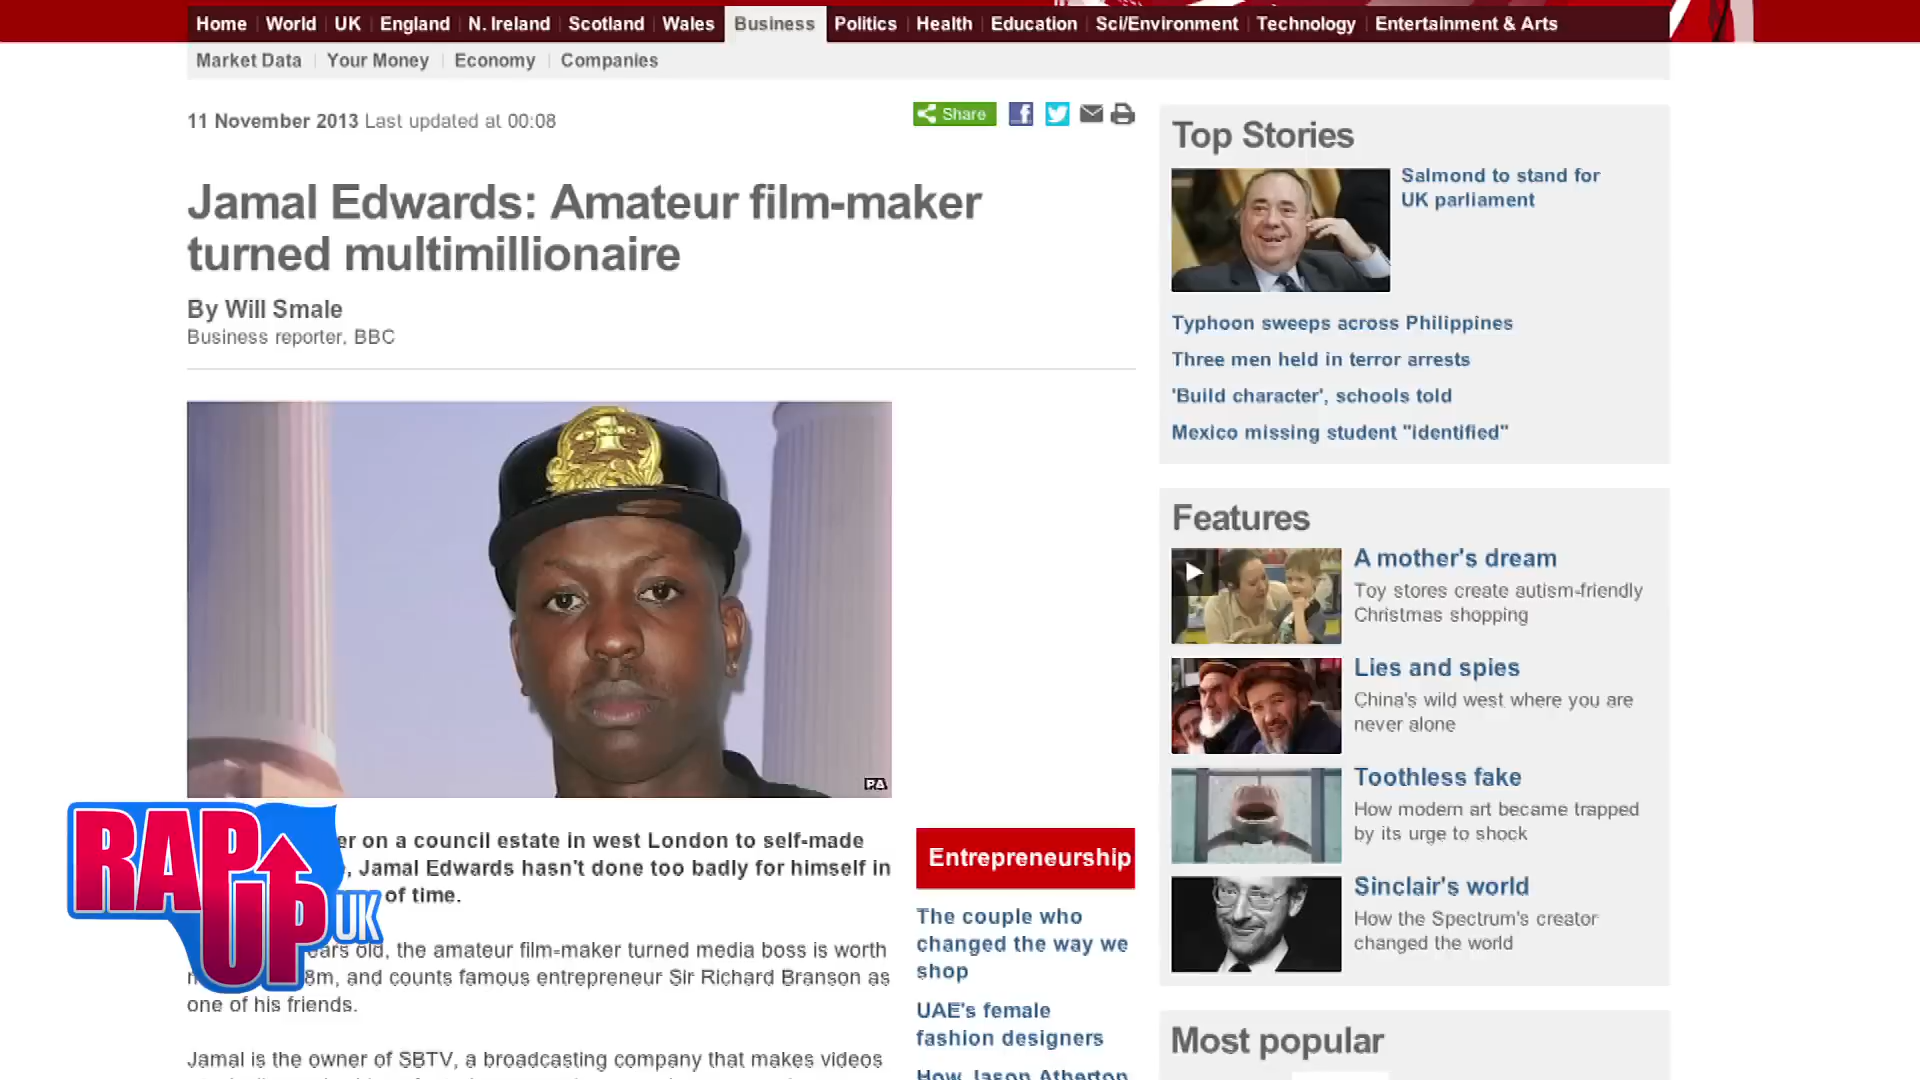 Home World UK England N. Ireland Scotland Wales Business Politics Health Education Sci/Environment Technology Entertainment & Arts
Market Data Your Money Economy Companies
11 November 2013 Last updated at 00:08
Share
Jamal Edwards: Amateur film-maker
turned multimillionaire
By Will Smale
Business reporter, BBC
PA
er on a council estate in west London to self-made
, Jamal Edwards hasn't done too badly for himself in
of time.
ars old, the amateur film-maker turned media boss is worth
8m, and counts famous entrepreneur Sir Richard Branson as
one of his friends.
Jamal is the owner of SBTV, a broadcasting company that makes videos
RAP
UP
UK
Entrepreneurship
The couple who
changed the way we
shop
UAE's female
fashion designers
How Jason Atherton
Top Stories
Salmond to stand for
UK parliament
Typhoon sweeps across Philippines
Three men held in terror arrests
'Build character', schools told
Mexico missing student "identified"
Features
A mother's dream
Toy stores create autism-friendly
Christmas shopping
Lies and spies
China's wild west where you are
never alone
Toothless fake
How modern art became trapped
by its urge to shock
Sinclair's world
How the Spectrum's creator
changed the world
Most popular